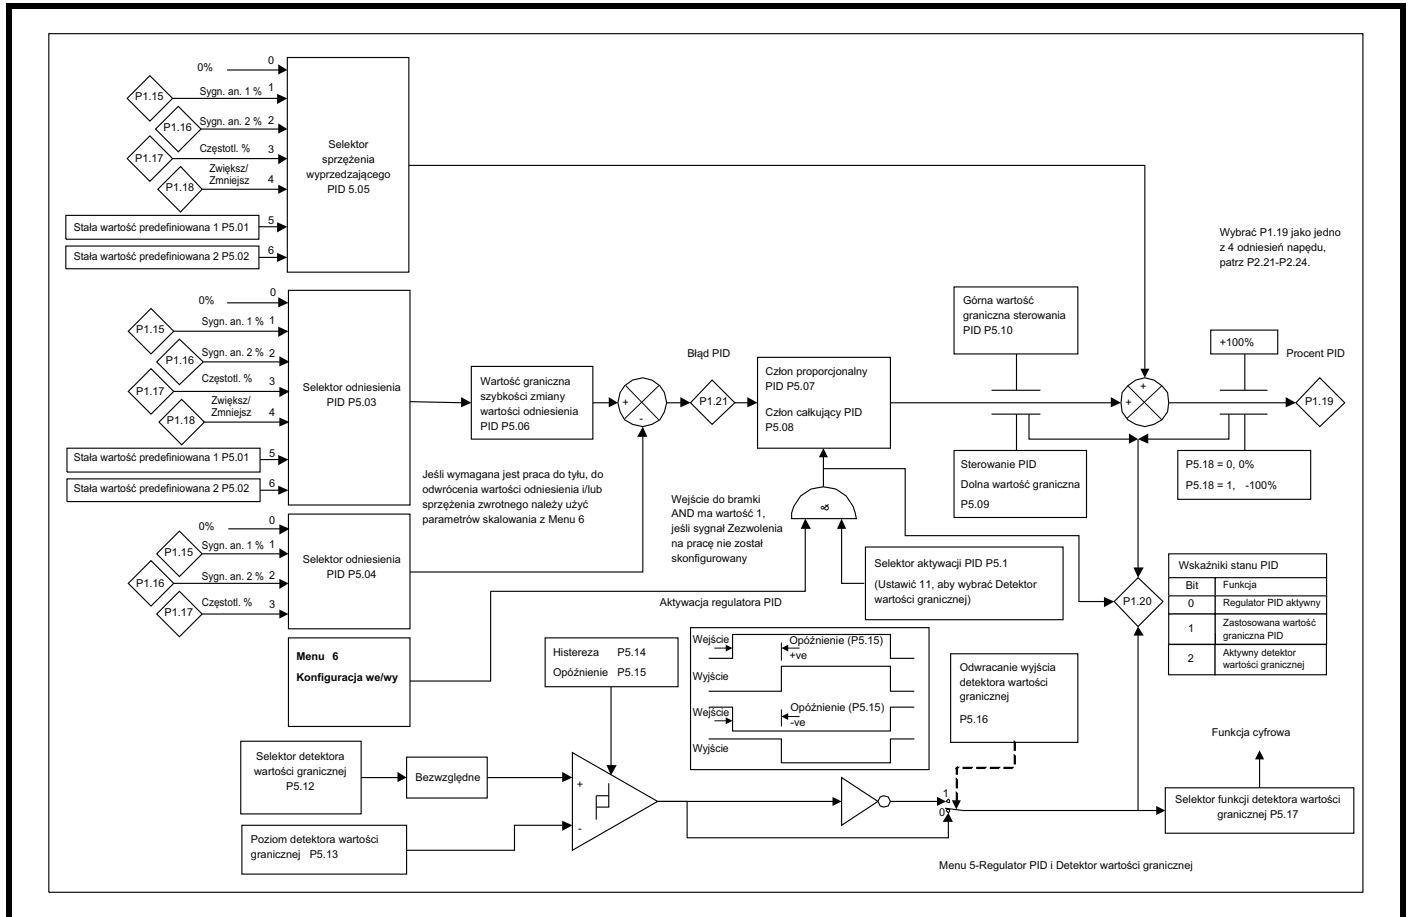 0%
0
P1.15
Sygn. an. 1 %
1
P1.16
Sygn. an. 2 %
2
P1.17
Częstotl. %
3
P1.18
Zwiększ/
Zmniejsz
4
Stała wartość predefiniowana 1 P5.01
5
Stała wartość predefiniowana 2 P5.02
6
Selektor
sprzężenia
wyprzedzającego
PID 5.05
Wybrać P1.19 jako jedno
z 4 odniesień napędu,
patrz P2.21-P2.24.
0%
0
P1.15
Sygn. an. 1 %
1
P1.16
Sygn. an. 2 %
2
P1.17
Częstotl. %
3
P1.18
Zwiększ/
Zmniejsz
4
Stała wartość predefiniowana 1 P5.01
5
Stała wartość predefiniowana 2 P5.02
6
Selektor odniesienia
PID P5.03
Wartość graniczna
szybkości zmiany
wartości odniesienia
PID P5.06
+
-
Błąd PID
P1.21
Człon proporcjonalny
PID P5.07
Człon całkujący PID
P5.08
Górna wartość
graniczna sterowania
PID P5.10
Sterowanie PID
Dolna wartość graniczna
P5.09
+
+
+100%
Procent PID
P1.19
P5.18 = 0, 0%
P5.18 = 1, -100%
Jeśli wymagana jest praca do tyłu, do
odwrócenia wartości odniesienia i/lub
sprzężenia zwrotnego należy użyć
parametrów skalowania z Menu 6
Wejście do bramki
AND ma wartość 1,
jeśli sygnał Zezwolenia
na pracę nie został
skonfigurowany
&
0%
0
P1.15
Sygn. an. 1 %
1
P1.16
Sygn. an. 2 %
2
P1.17
Częstotl. %
3
Selektor odniesienia
PID P5.04
Selektor aktywacji PID P5.1
(Ustawić 11, aby wybrać Detektor
wartości granicznej)
Aktywacja regulatora PID
P1.20
Wskaźniki stanu PID
Bit Funkcja
0 Regulator PID aktywny
1 Zastosowana wartość
graniczna PID
2 Aktywny detektor
wartości granicznej
Menu 6
Konfiguracja we/wy
Histereza P5.14
Opóźnienie P5.15
Wejście
Opóźnienie (P5.15)
+ve
Wyjście
Wejście
Opóźnienie (P5.15)
-ve
Wyjście
Odwracanie wyjścia
detektora wartości
granicznej
P5.16
Funkcja cyfrowa
Selektor detektora
wartości granicznej
P5.12
Bezwzględne
+
-
1
0
Selektor funkcji detektora wartości
granicznej P5.17
Poziom detektora wartości
granicznej P5.13
Menu 5-Regulator PID i Detektor wartości granicznej